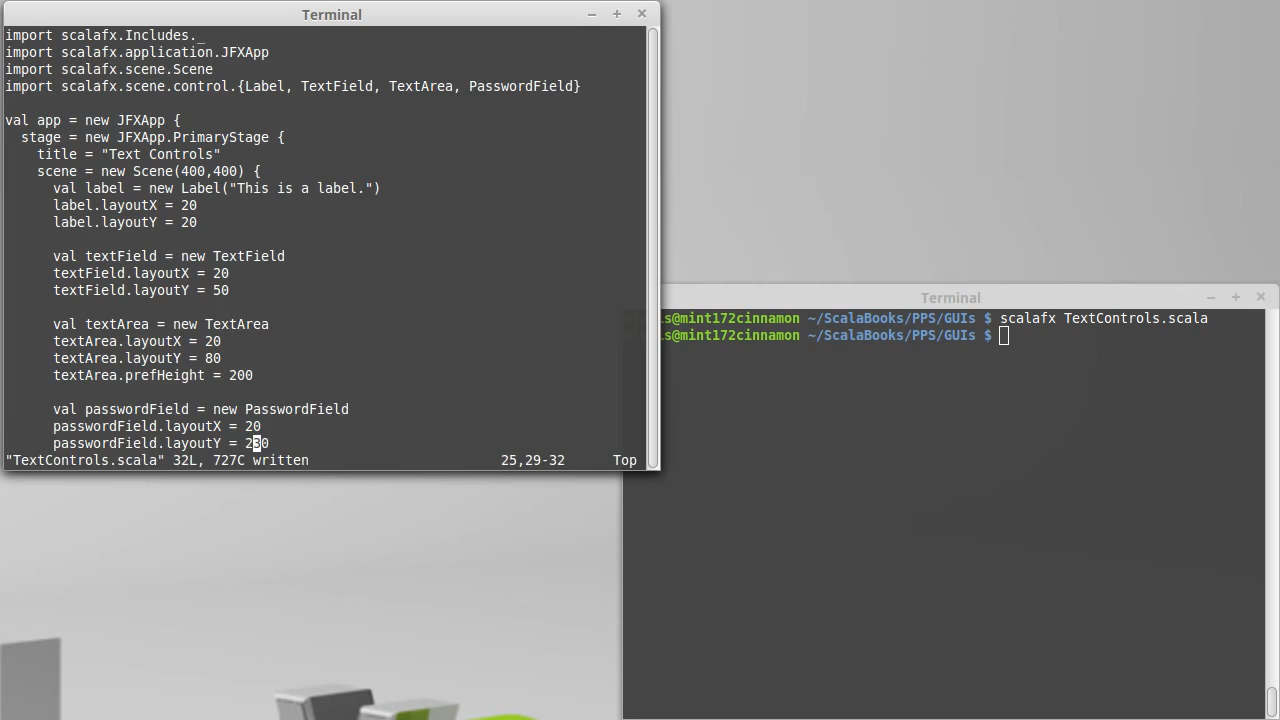 Terminal
import scalafx.Includes._
import scalafx.application.JFXApp
import scalafx.scene.Scene
import scalafx.scene.control.{Label, TextField, TextArea, PasswordField}
val app = new JFXApp {
  stage = new JFXApp.PrimaryStage {
    title = "Text Controls"
    scene = new Scene(400,400) {
      val label = new Label("This is a label.")
      label.layoutX = 20
      label.layoutY = 20
      val textField = new TextField
      textField.layoutX = 20
      textField.layoutY = 50
      val textArea = new TextArea
      textArea.layoutX = 20
      textArea.layoutY = 80
      textArea.prefHeight = 200
      val passwordField = new PasswordField
      passwordField.layoutX = 20
      passwordField.layoutY = 230
"TextControls.scala" 32L, 727C written 25,29-32 Top
Terminal
s@mint172cinnamon ~/ScalaBooks/PPS/GUIs $ scalafx TextControls.scala
s@mint172cinnamon ~/ScalaBooks/PPS/GUIs $